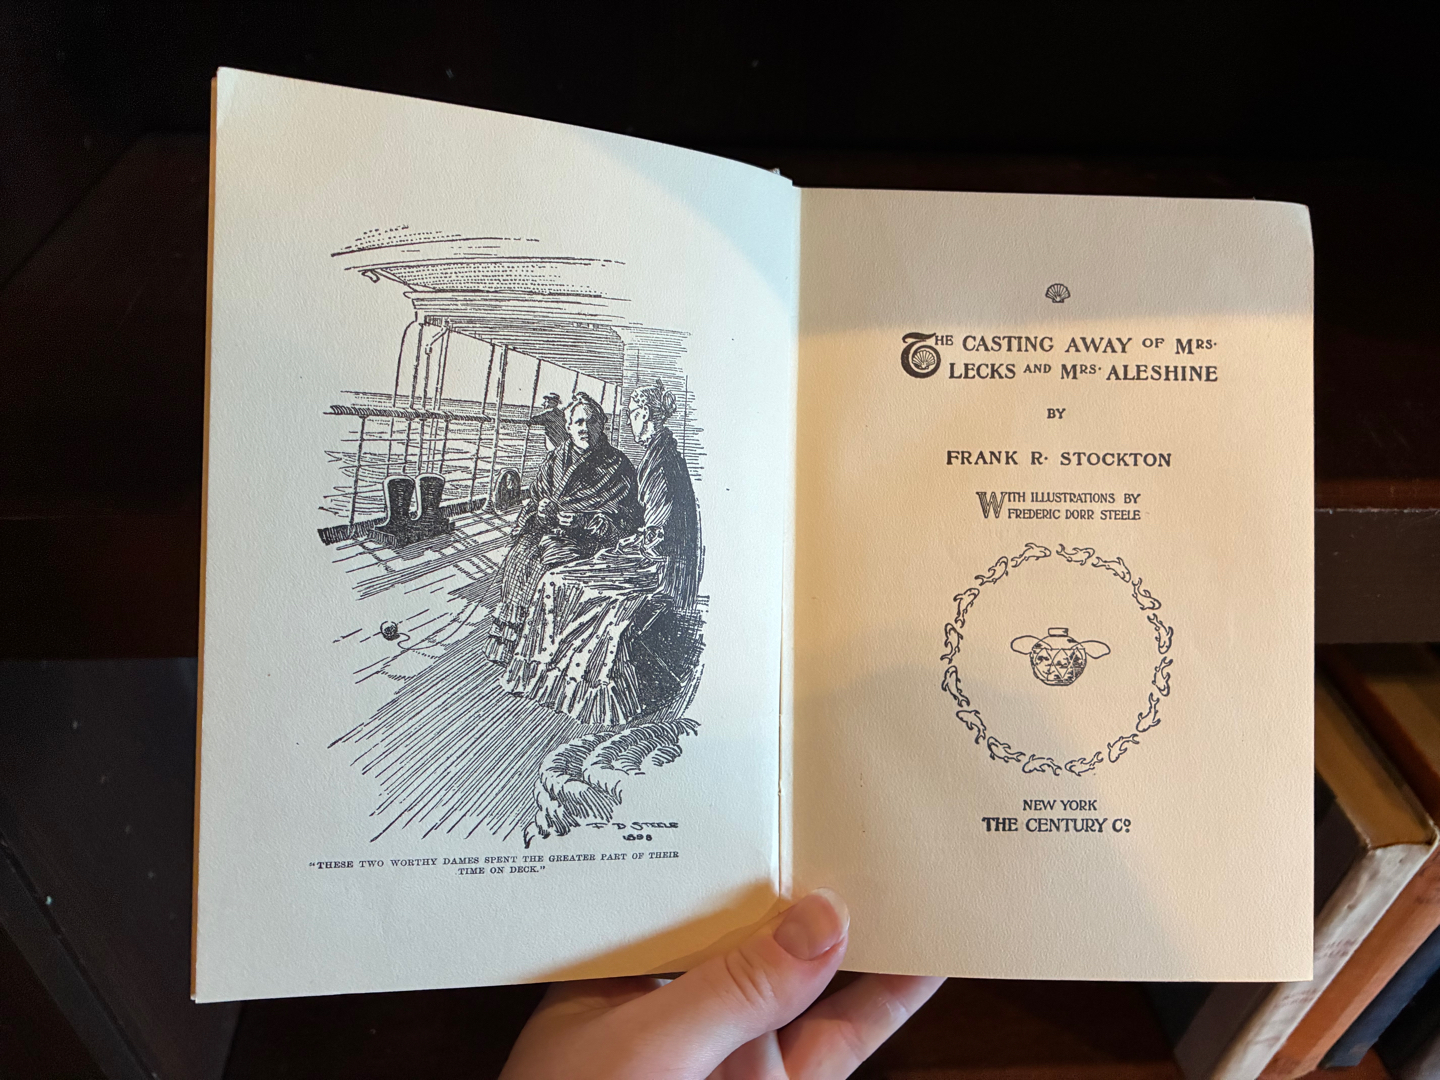 F D STEELE
1898
"THESE TWO WORTHY DAMES SPENT THE GREATER PART OF THEIR
TIME ON DECK."
THE CASTING AWAY OF MRS.
LECKS AND MRS. ALESHINE
BY
FRANK R. STOCKTON
WITH ILLUSTRATIONS BY
FREDERIC DORR STEELE
NEW YORK
THE CENTURY Co.